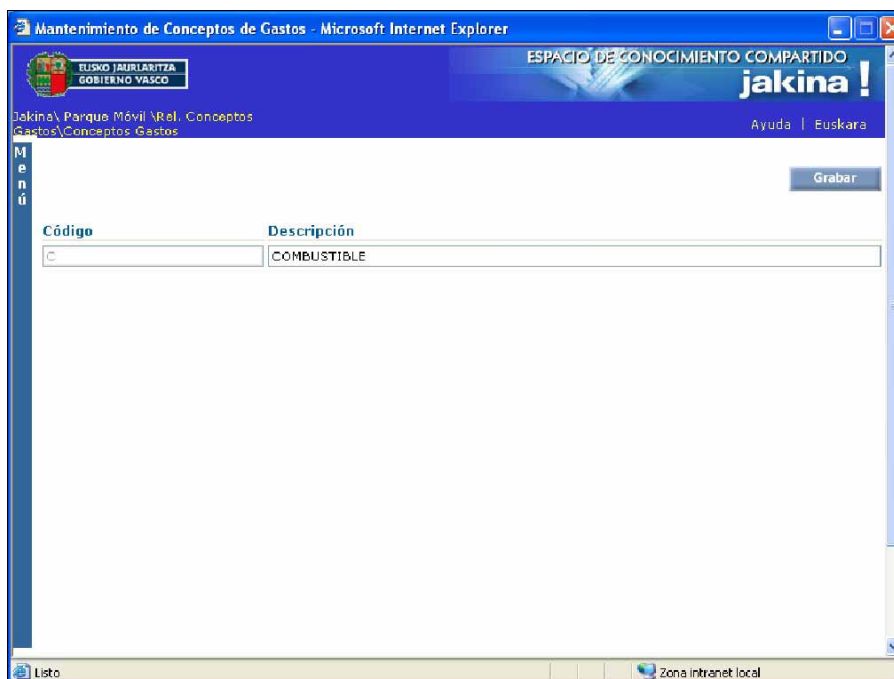 Mantenimiento de Conceptos de Gastos - Microsoft Internet Explorer
EUSKO JAURLARITZA
GOBIERNO VASCO
ESPACIO DE CONOCIMIENTO COMPARTIDO
jakina!
Jakina\ Parque Móvil \Rel. Conceptos
Gastos\Conceptos Gastos
Ayuda | Euskara
Menú
Grabar
Código Descripción
C COMBUSTIBLE
Listo Zona intranet local